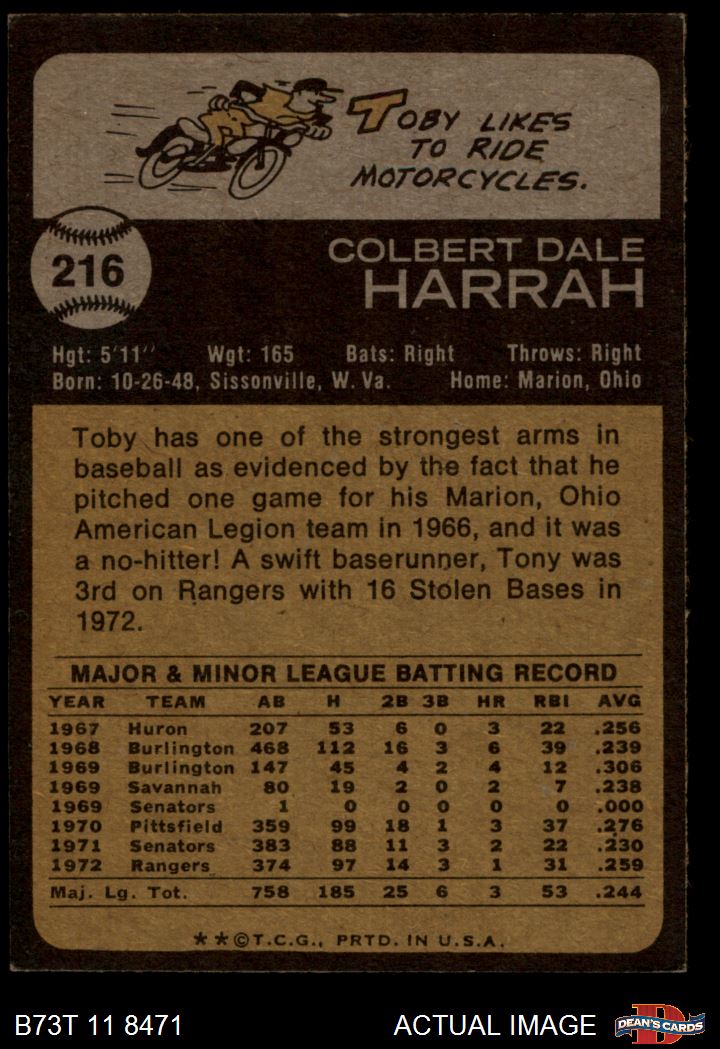 TOBY LIKES
TO RIDE
MOTORCYCLES.
216
COLBERT DALE
HARRAH
Hgt: 5'11'' Wgt: 165 Bats: Right Throws: Right
Born: 10-26-48, Sissonville, W. Va. Home: Marion, Ohio
Toby has one of the strongest arms in
baseball as evidenced by the fact that he
pitched one game for his Marion, Ohio
American Legion team in 1966, and it was
a no-hitter! A swift baserunner, Tony was
3rd on Rangers with 16 Stolen Bases in
1972.
MAJOR & MINOR LEAGUE BATTING RECORD
YEAR TEAM AB H 2B 3B HR RBI AVG
1967 Huron 207 53 6 0 3 22 .256
1968 Burlington 468 112 16 3 6 39 .239
1969 Burlington 147 45 4 2 4 12 .306
1969 Savannah 80 19 2 0 2 7 .238
1969 Senators 1 0 0 0 0 0 .000
1970 Pittsfield 359 99 18 1 3 37 .276
1971 Senators 383 88 11 3 2 22 .230
1972 Rangers 374 97 14 3 1 31 .259
Maj. Lg. Tot. 758 185 25 6 3 53 .244
**©T.C.G., PRTD. IN U.S.A.
B73T 11 8471 ACTUAL IMAGE D DEAN'S CARDS